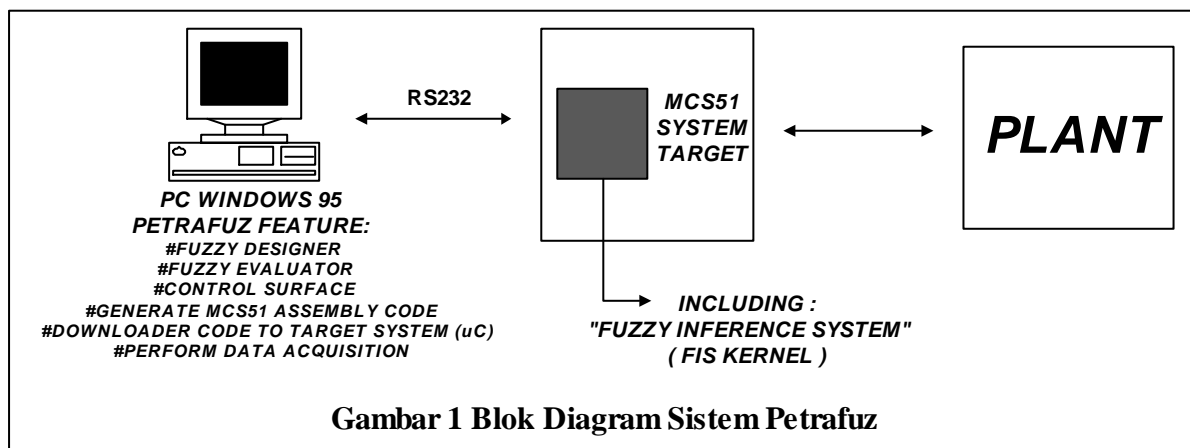 RS232
PC WINDOWS 95
PETRAFUZ FEATURE:
#FUZZY DESIGNER
#FUZZY EVALUATOR
#CONTROL SURFACE
#GENERATE MCS51 ASSEMBLY CODE
#DOWNLOADER CODE TO TARGET SYSTEM (uC)
#PERFORM DATA ACQUISITION
MCS51
SYSTEM
TARGET
INCLUDING :
"FUZZY INFERENCE SYSTEM"
( FIS KERNEL )
PLANT
Gambar 1 Blok Diagram Sistem Petrafuz